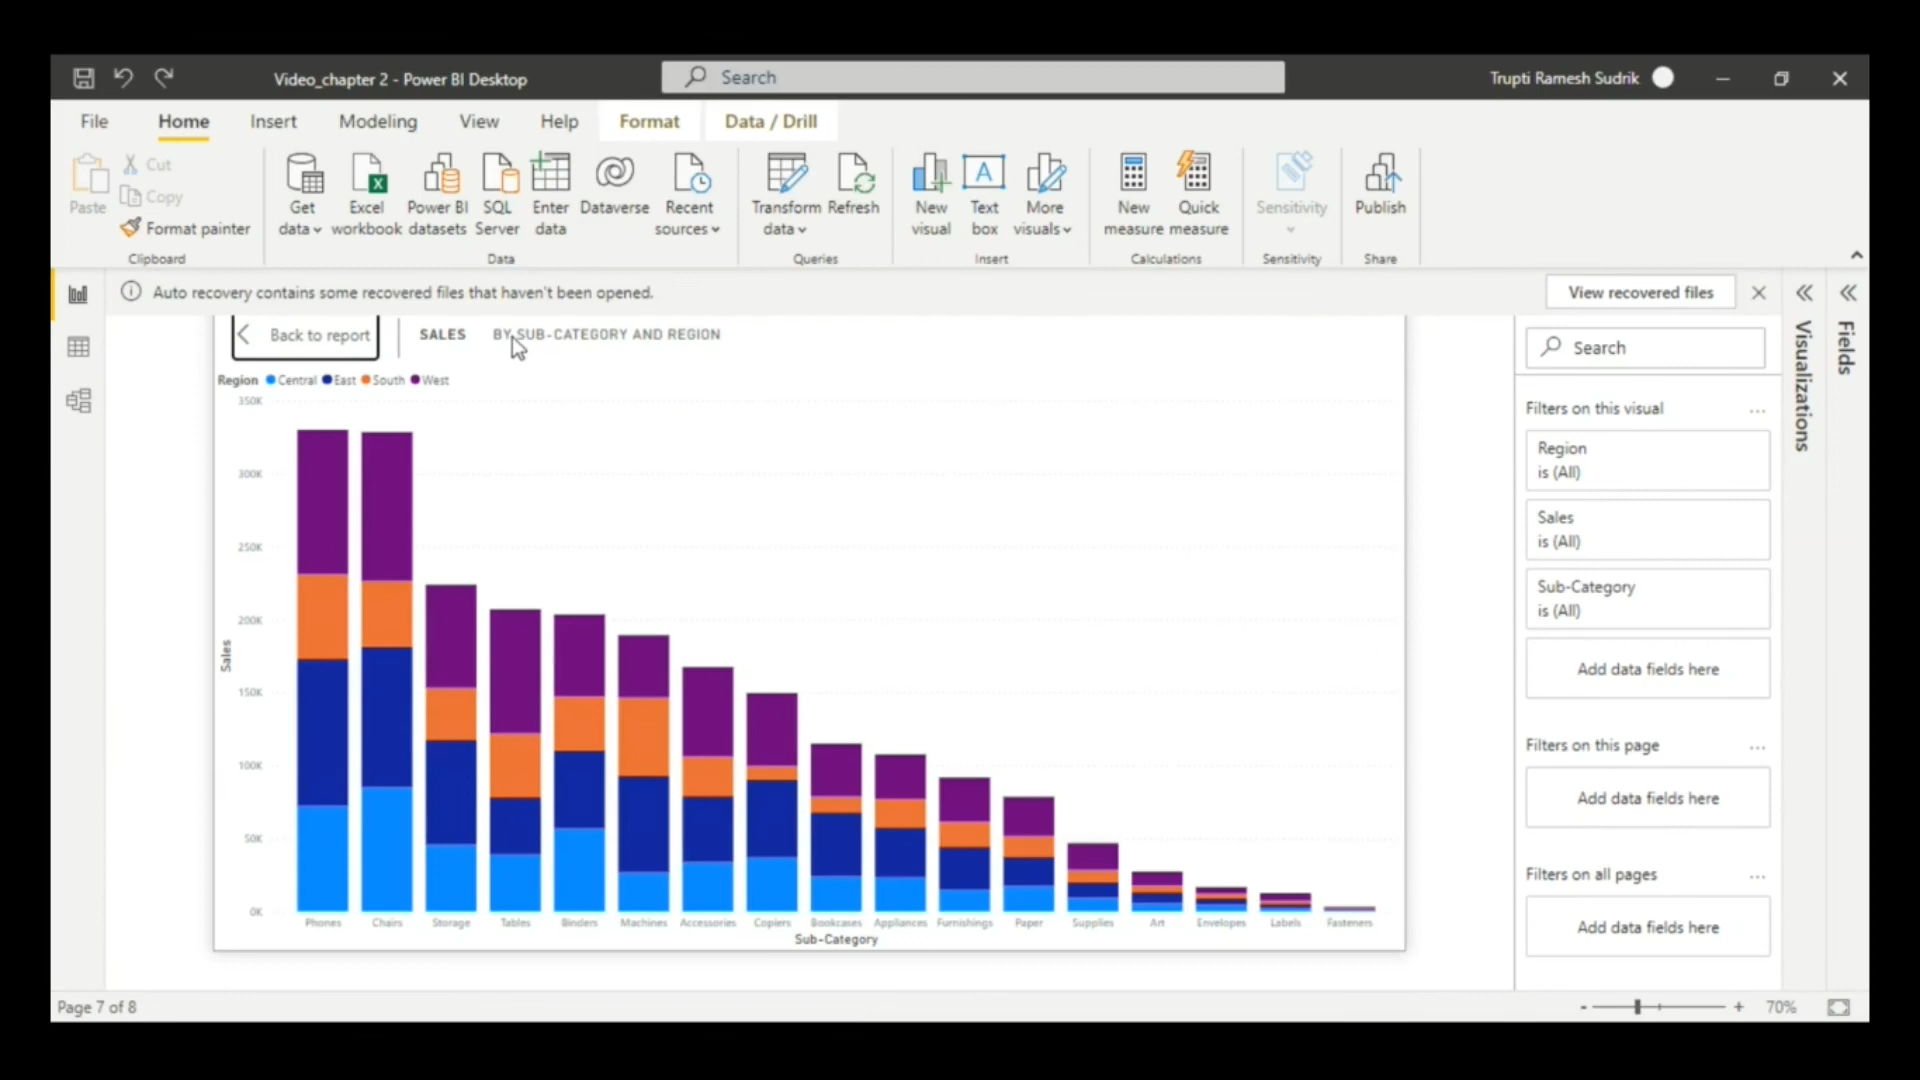 Video_chapter 2 - Power BI Desktop
Search
Trupti Ramesh Sudrik
File Home Insert Modeling View Help Format Data / Drill
Paste
Cut
Copy
Format painter
Clipboard
Get data
Excel workbook
Power BI datasets
SQL Server
Enter data
Dataverse
Recent sources
Data
Transform data
Refresh
Queries
New visual
Text box
More visuals
Insert
New measure
Quick measure
Calculations
Sensitivity
Sensitivity
Publish
Share
Auto recovery contains some recovered files that haven't been opened.
View recovered files
Back to report
SALES BY SUB-CATEGORY AND REGION
Region Central East South West
350K
300K
250K
200K
150K
100K
50K
0K
Sales
Phones Chairs Storage Tables Binders Machines Accessories Copiers Bookcases Appliances Furnishings Paper Supplies Art Envelopes Labels Fasteners
Sub-Category
Search
Filters on this visual
Region
is (All)
Sales
is (All)
Sub-Category
is (All)
Add data fields here
Filters on this page
Add data fields here
Filters on all pages
Add data fields here
Visualizations
Fields
Page 7 of 8
- + 70%